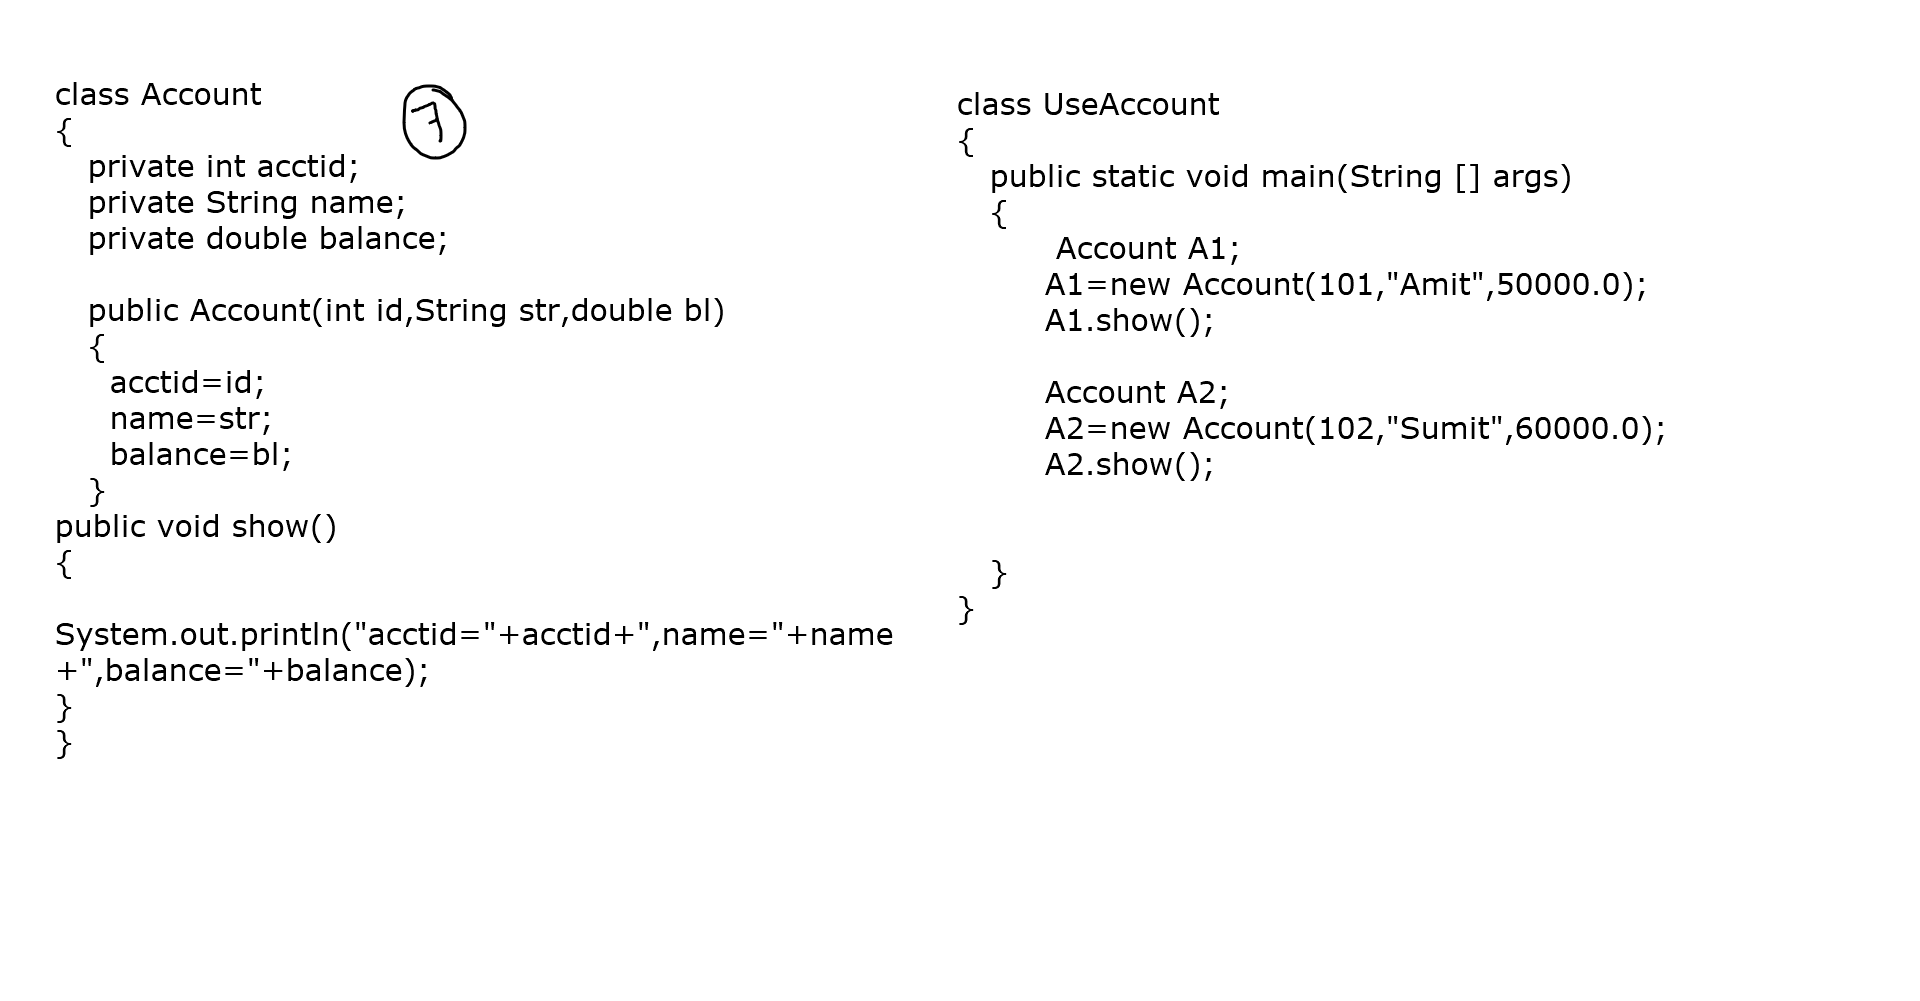 class Account
7
{
private int acctid;
private String name;
private double balance;
public Account(int id,String str,double bl)
{
acctid=id;
name=str;
balance=bl;
}
public void show()
{
System.out.println("acctid="+acctid+",name="+name
+",balance="+balance);
}
}
class UseAccount
{
public static void main(String [] args)
{
Account A1;
A1=new Account(101,"Amit",50000.0);
A1.show();
Account A2;
A2=new Account(102,"Sumit",60000.0);
A2.show();
}
}